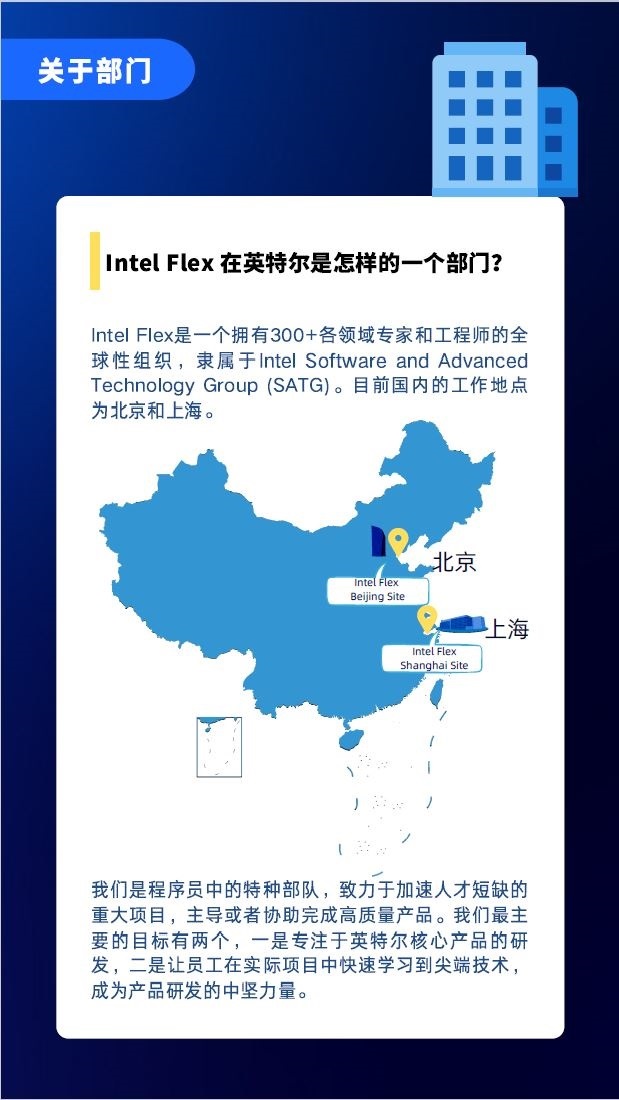 关于部门
Intel Flex 在英特尔是怎样的一个部门？
Intel Flex是一个拥有300+各领域专家和工程师的全
球性组织，隶属于Intel Software and Advanced
Technology Group (SATG)。目前国内的工作地点
为北京和上海。
北京
Intel Flex
Beijing Site
上海
Intel Flex
Shanghai Site
我们是程序员中的特种部队，致力于加速人才短缺的
重大项目，主导或者协助完成高质量产品。我们最主
要的目标有两个，一是专注于英特尔核心产品的研
发，二是让员工在实际项目中快速学习到尖端技术，
成为产品研发的中坚力量。